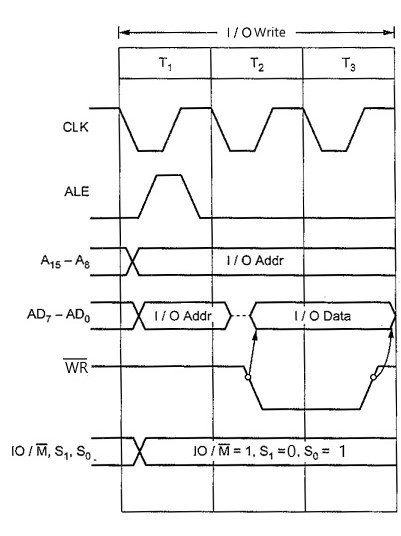 I / O Write
T₁ T₂ T₃
CLK
ALE
A₁₅ – A₈ I / O Addr
AD₇ – AD₀ I / O Addr I / O Data
W̅R̅
IO / M̅, S₁, S₀ IO / M̅ = 1, S₁ = 0, S₀ = 1